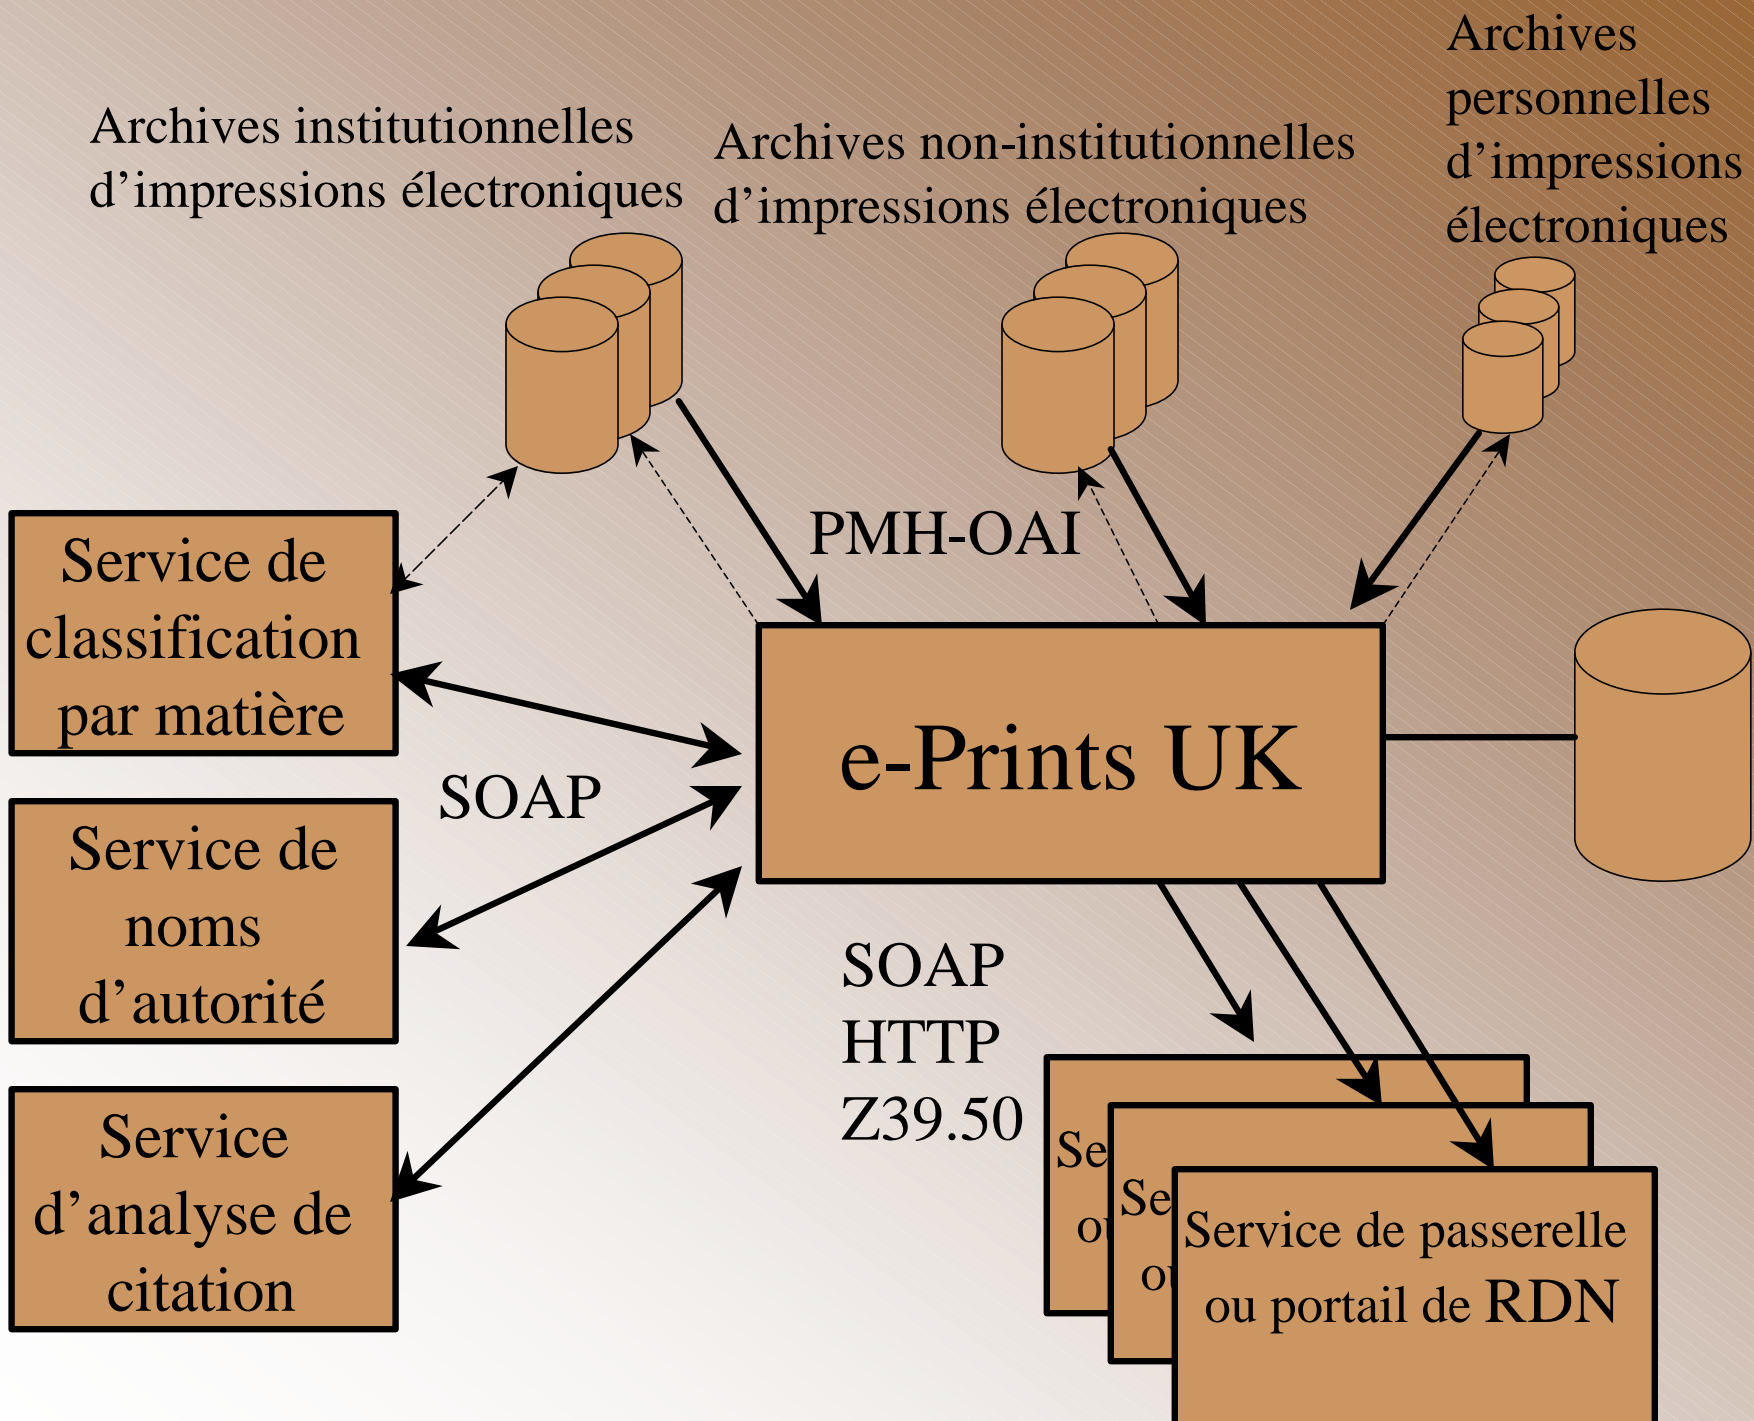 Archives
personnelles
d’impressions
électroniques
Archives institutionnelles
d’impressions électroniques
Archives non-institutionnelles
d’impressions électroniques
PMH-OAI
Service de
classification
par matière
e-Prints UK
SOAP
Service de
noms
d’autorité
SOAP
HTTP
Z39.50
Service
d’analyse de
citation
Service de passerelle
ou portail de RDN